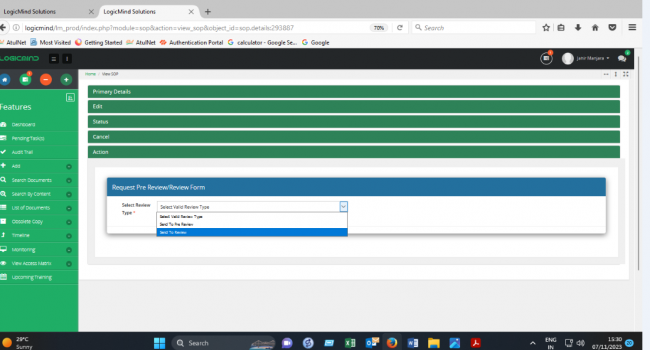 LogicMind Solutions
LogicMind Solutions
logicmind/lm_prod/index.php?module=sop&action=view_sop&object_id=sop.details:293867
70%
Search
AtulNet
Most Visited
Getting Started
AtulNet
Authentication Portal
calculator - Google Se...
Google
LOGICMIND
Home / View SOP
Features
Dashboard
Pending Task(s)
Audit Trail
Add
Search Documents
Search By Content
List of Documents
Obsolete Copy
Timeline
Monitoring
View Access Matrix
Upcoming Training
Primary Details
Edit
Status
Cancel
Action
Request Pre Review/Review Form
Select Review
Type *
Select Valid Review Type
Select Valid Review Type
Send To Pre Review
Send To Review
29°C
Sunny
Search
ENG
IN
15:30
07/11/2023